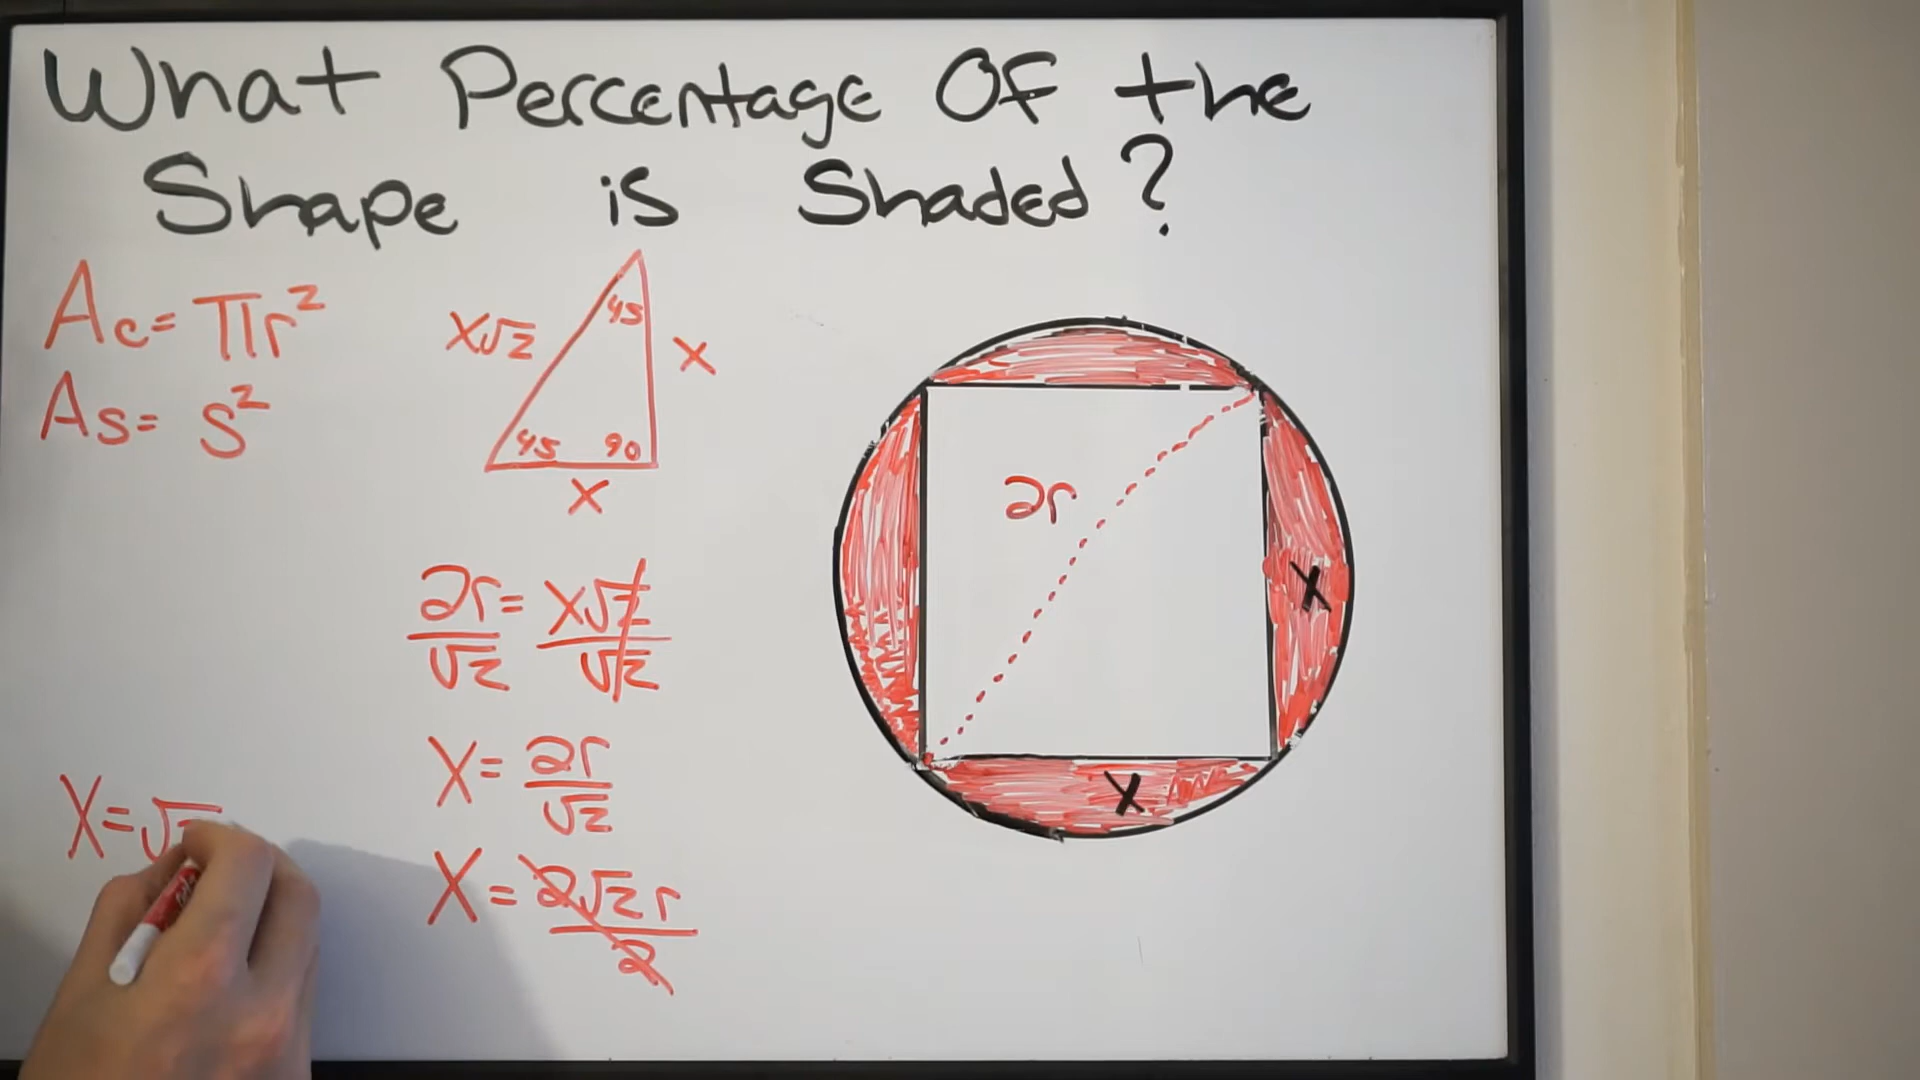 What Percentage Of the
Shape is Shaded?
Ac = πr²
As = s²
x√2
45
x
45 90
x
2r = x√2
√2 √2
x = 2r
√2
x = 2√2 r
2
x = √2
2r
x
x